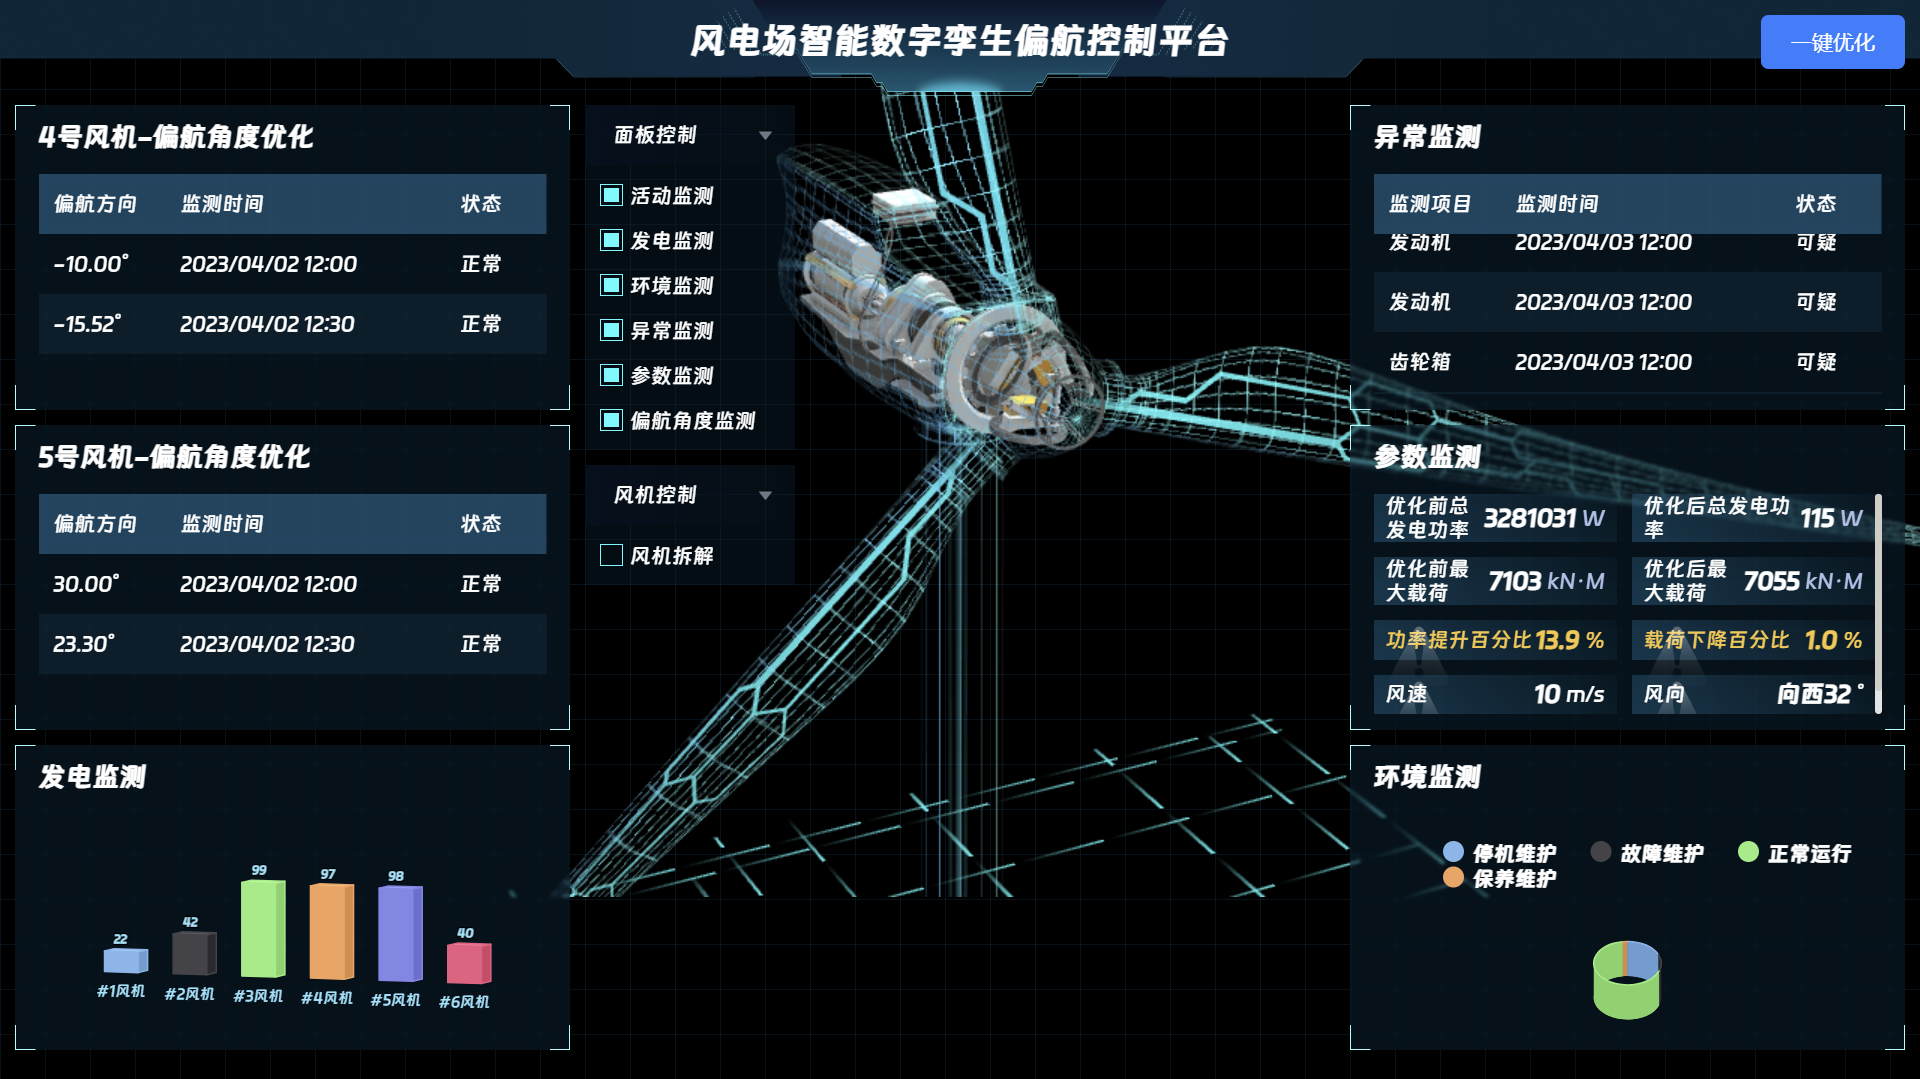 风电场智能数字孪生偏航控制平台
一键优化
4号风机-偏航角度优化
偏航方向 监测时间 状态
-10.00° 2023/04/02 12:00 正常
-15.52° 2023/04/02 12:30 正常
5号风机-偏航角度优化
偏航方向 监测时间 状态
30.00° 2023/04/02 12:00 正常
23.30° 2023/04/02 12:30 正常
发电监测
22
42
99
97
98
40
#1风机
#2风机
#3风机
#4风机
#5风机
#6风机
面板控制
活动监测
发电监测
环境监测
异常监测
参数监测
偏航角度监测
风机控制
风机拆解
异常监测
监测项目 监测时间 状态
发动机 2023/04/03 12:00 可疑
发动机 2023/04/03 12:00 可疑
齿轮箱 2023/04/03 12:00 可疑
参数监测
优化前总
发电功率 3281031 W
优化后总发电功
率 115 W
优化前最
大载荷 7103 kN·M
优化后最
大载荷 7055 kN·M
功率提升百分比 13.9 %
载荷下降百分比 1.0 %
风速 10 m/s
风向 向西32 °
环境监测
停机维护 故障维护 正常运行
保养维护